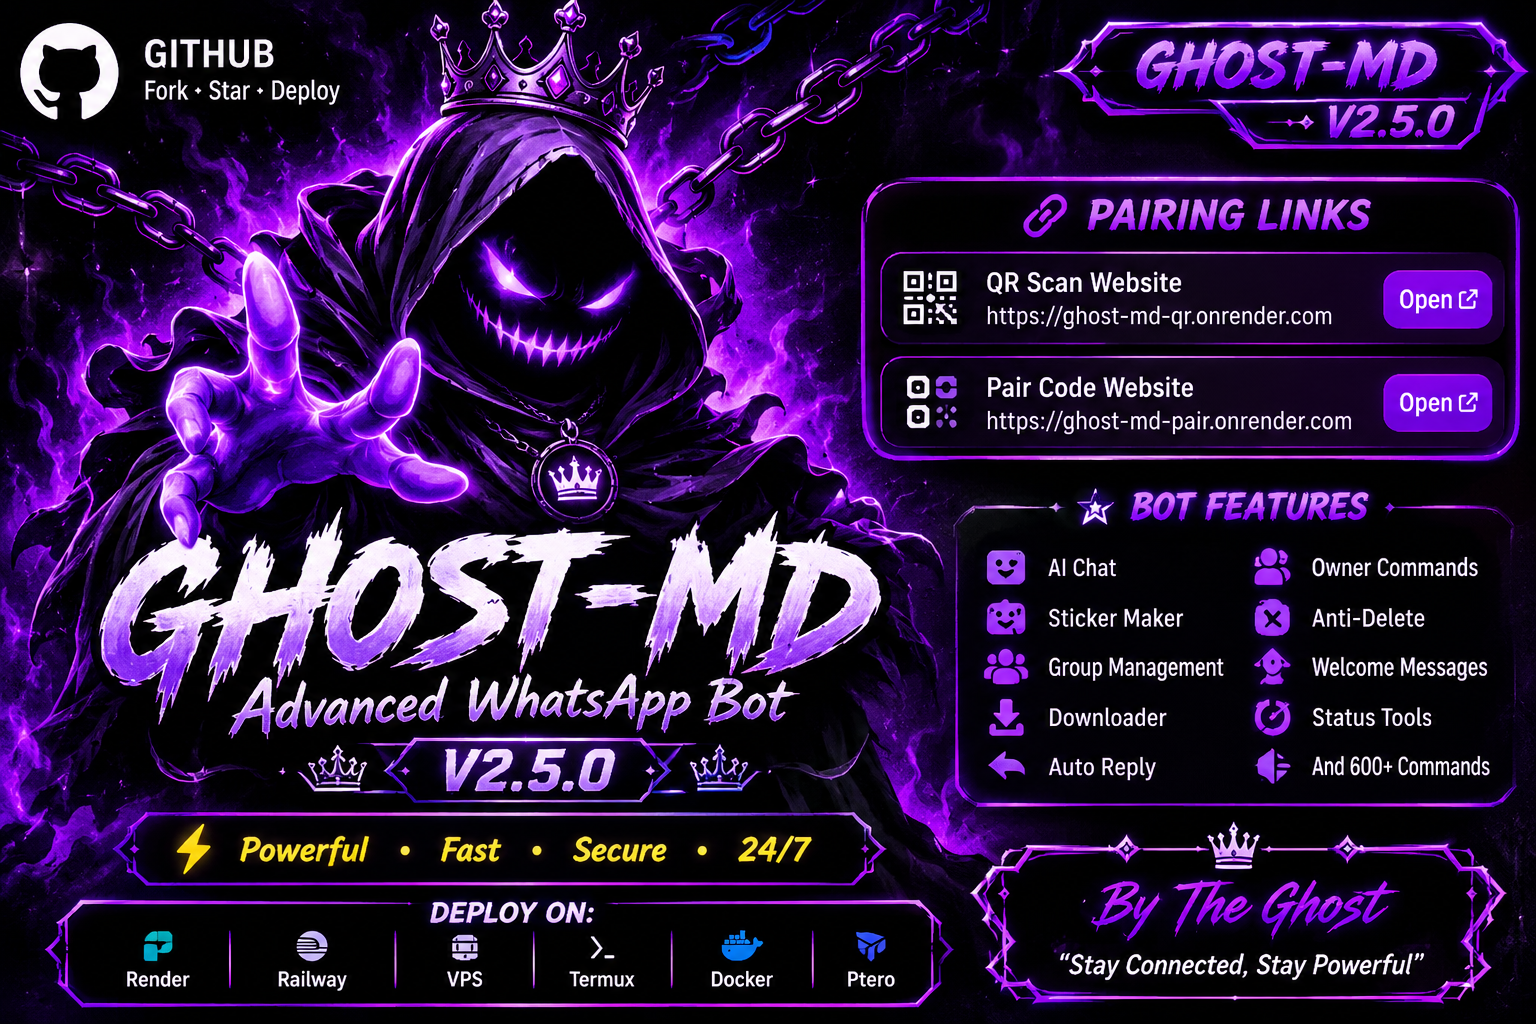 GITHUB
Fork • Star • Deploy
GHOST-MD
V2.5.0
PAIRING LINKS
QR Scan Website
https://ghost-md-qr.onrender.com
Open
Pair Code Website
https://ghost-md-pair.onrender.com
Open
BOT FEATURES
AI Chat
Owner Commands
Sticker Maker
Anti-Delete
Group Management
Welcome Messages
Downloader
Status Tools
Auto Reply
And 600+ Commands
GHOST-MD
Advanced WhatsApp Bot
V2.5.0
Powerful • Fast • Secure • 24/7
DEPLOY ON:
Render
Railway
VPS
Termux
Docker
Ptero
By The Ghost
“Stay Connected, Stay Powerful”